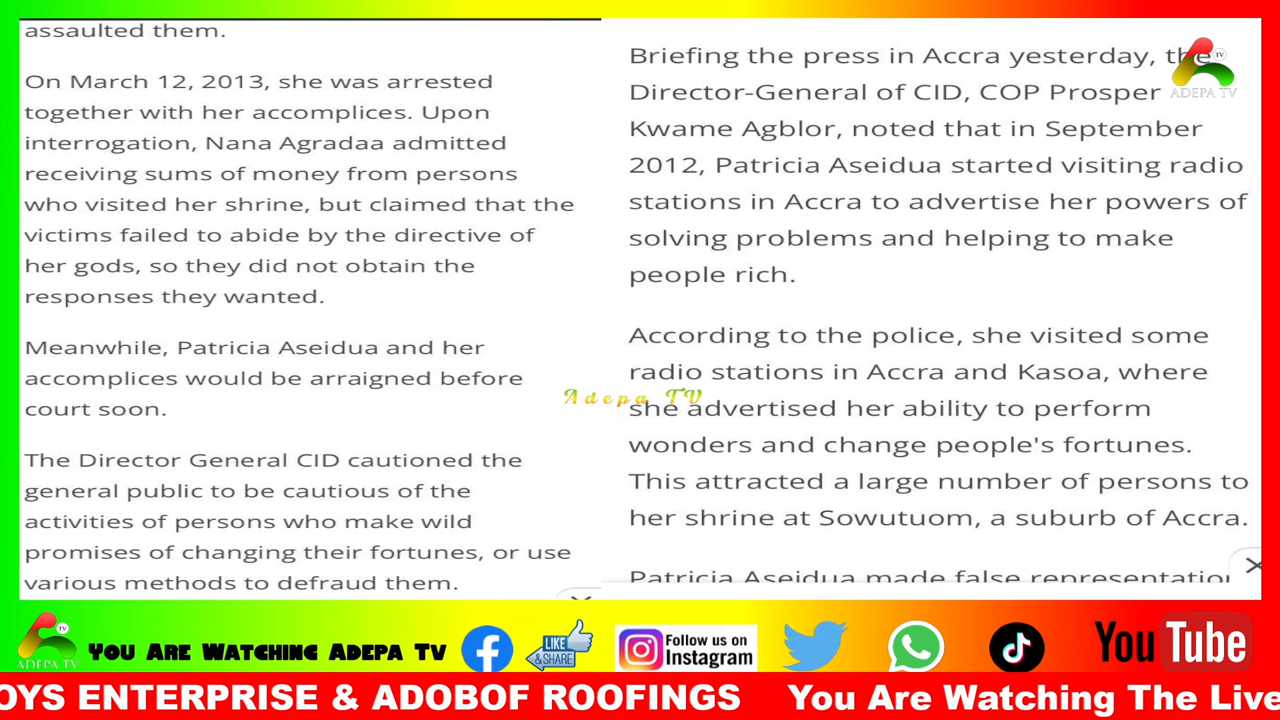 assaulted them.
On March 12, 2013, she was arrested
together with her accomplices. Upon
interrogation, Nana Agradaa admitted
receiving sums of money from persons
who visited her shrine, but claimed that the
victims failed to abide by the directive of
her gods, so they did not obtain the
responses they wanted.
Meanwhile, Patricia Aseidua and her
accomplices would be arraigned before
court soon.
The Director General CID cautioned the
general public to be cautious of the
activities of persons who make wild
promises of changing their fortunes, or use
various methods to defraud them.
Briefing the press in Accra yesterday, the
Director-General of CID, COP Prosper
Kwame Agblor, noted that in September
2012, Patricia Aseidua started visiting radio
stations in Accra to advertise her powers of
solving problems and helping to make
people rich.
According to the police, she visited some
radio stations in Accra and Kasoa, where
she advertised her ability to perform
wonders and change people's fortunes.
This attracted a large number of persons to
her shrine at Sowutuom, a suburb of Accra.
Patricia Aseidua made false representation
TV
ADEPA TV
Adepa TV
TV
ADEPA TV
You Are Watching Adepa Tv
LIKE
& SHARE
Follow us on
Instagram
YouTube
OYS ENTERPRISE & ADOBOF ROOFINGS You Are Watching The Live